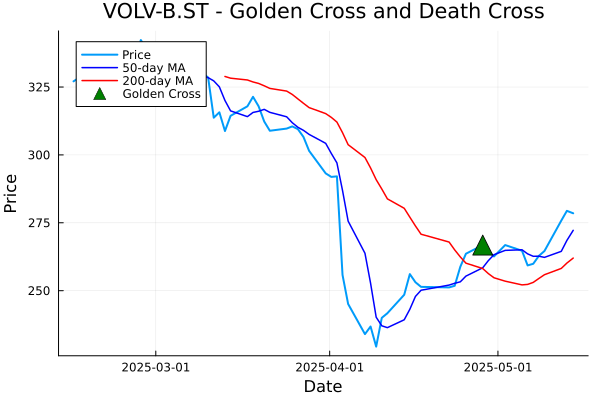 VOLV-B.ST - Golden Cross and Death Cross
Price
50-day MA
200-day MA
Golden Cross
325
300
275
250
Price
2025-03-01
2025-04-01
2025-05-01
Date